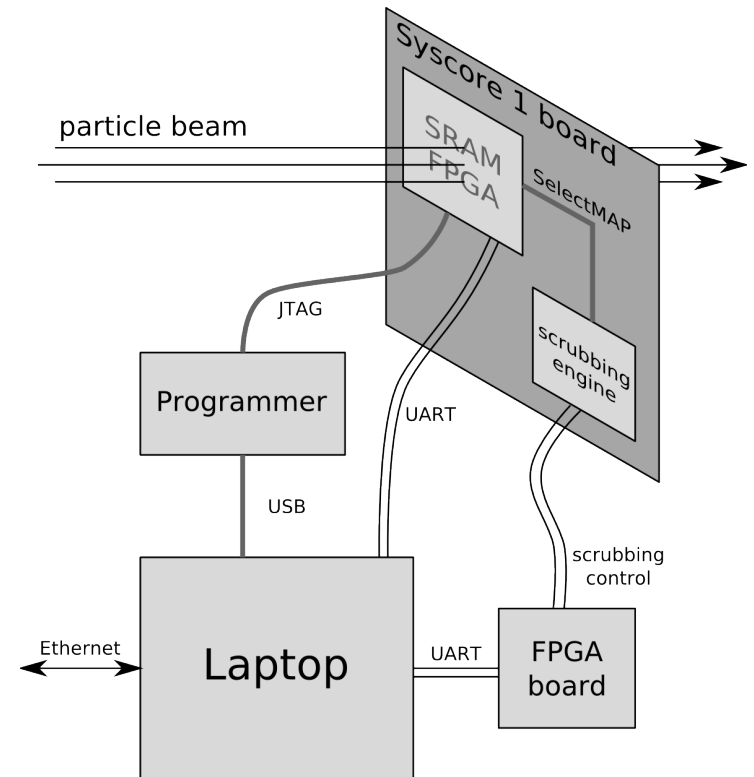 Syscore 1 board
particle beam
SRAM
FPGA
SelectMAP
JTAG
scrubbing
engine
Programmer
UART
USB
scrubbing
control
Ethernet
Laptop
UART
FPGA
board